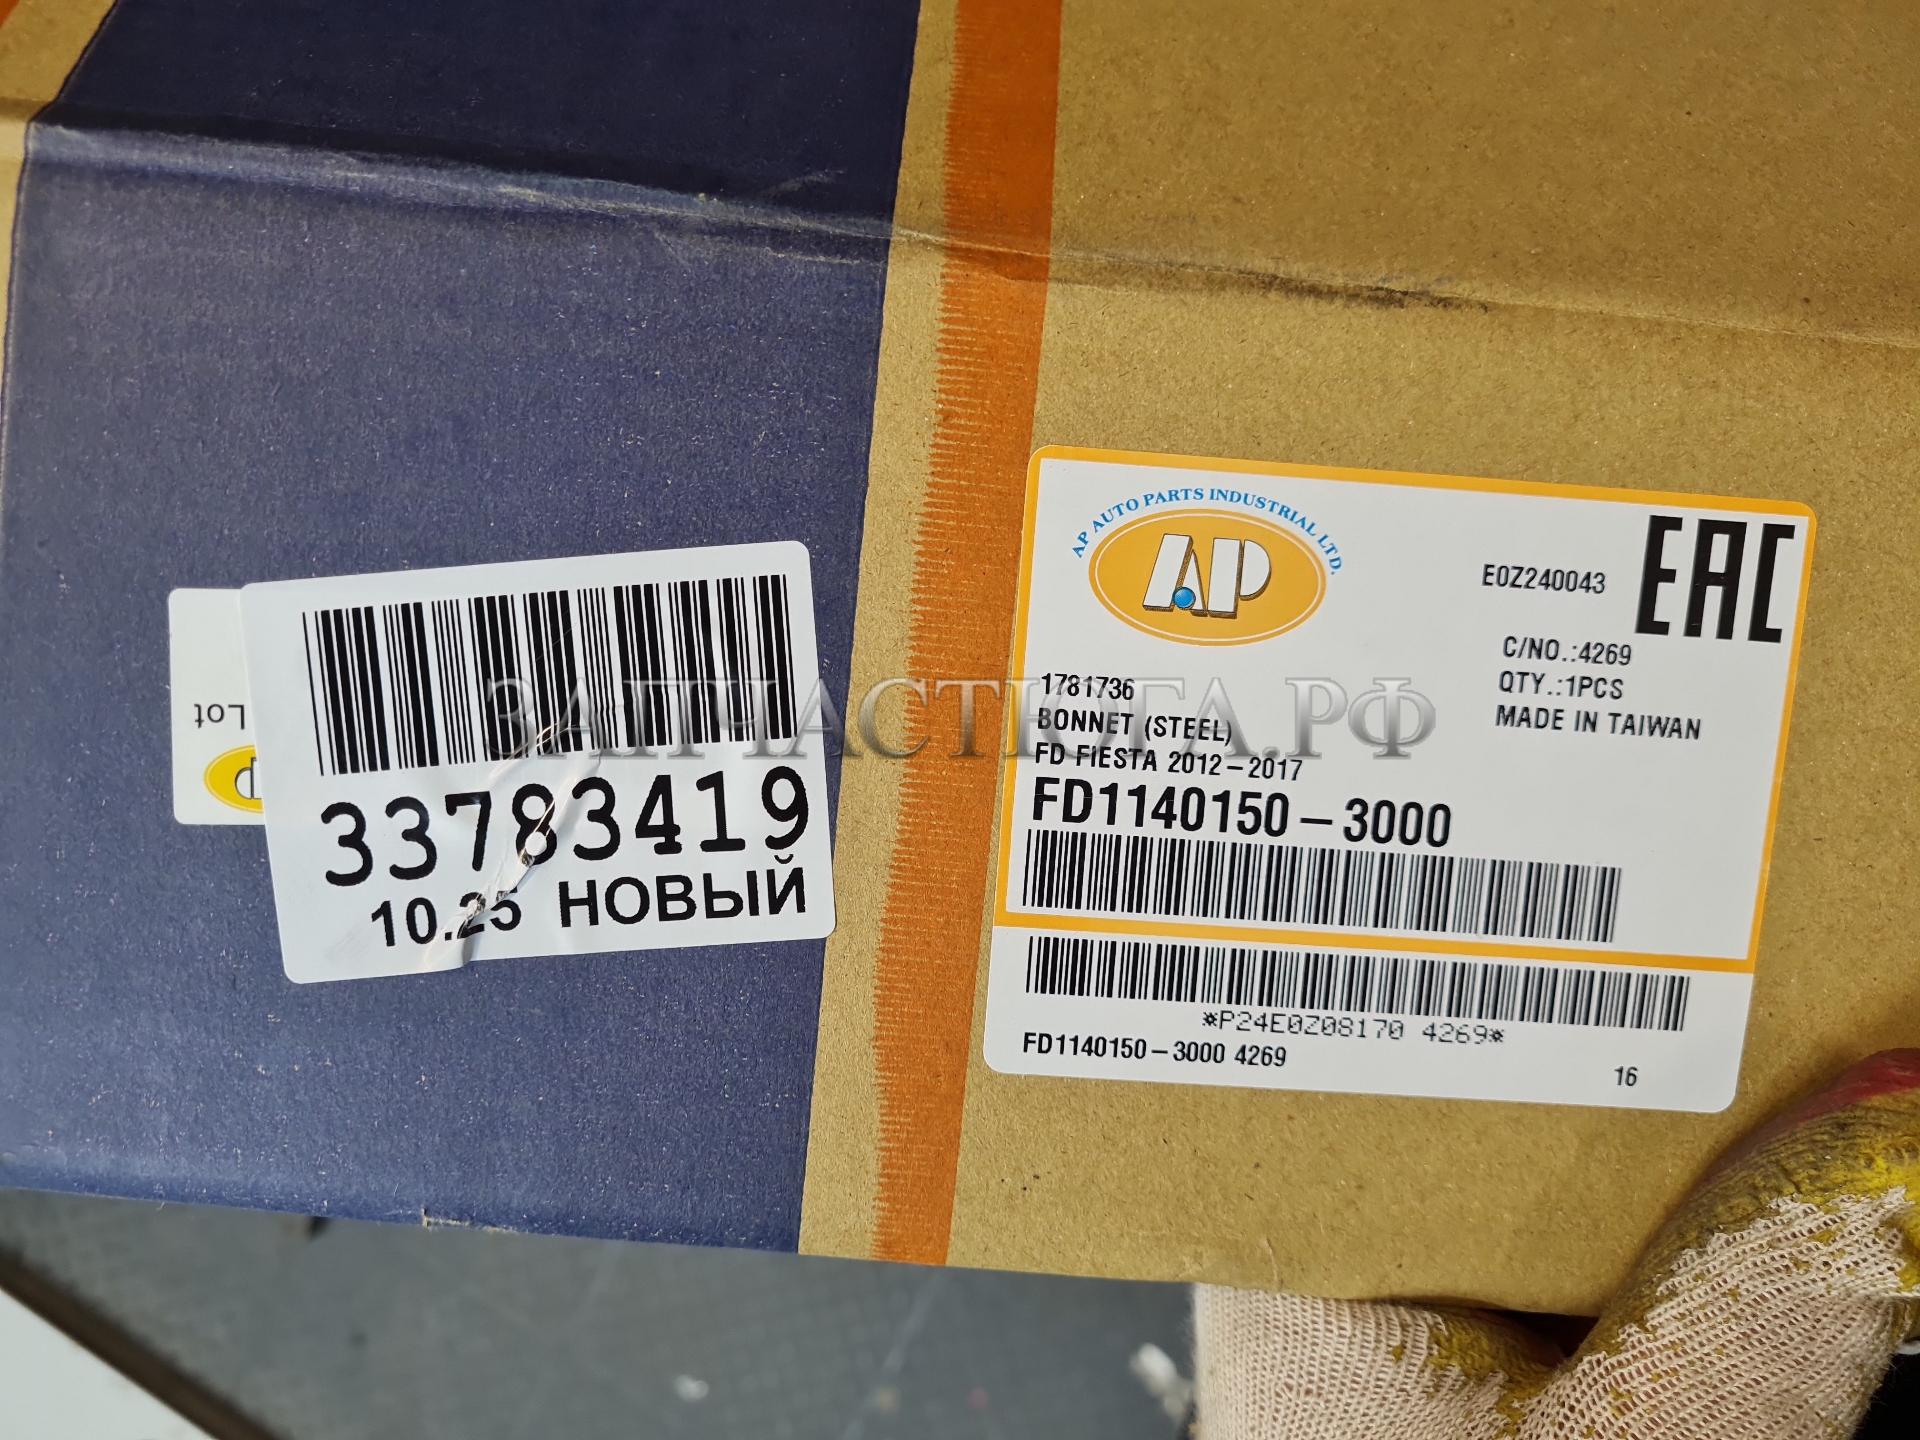 33783419
10.25 НОВЫЙ
Lot
AP
AP AUTO PARTS INDUSTRIAL LTD.
AP
E0Z240043
EAC
C/NO.:4269
QTY.:1PCS
MADE IN TAIWAN
1781736
BONNET (STEEL)
FD FIESTA 2012-2017
FD1140150-3000
*P24E0Z08170 4269*
FD1140150-3000 4269
16
ЗАПЧАСТЮГА.РФ